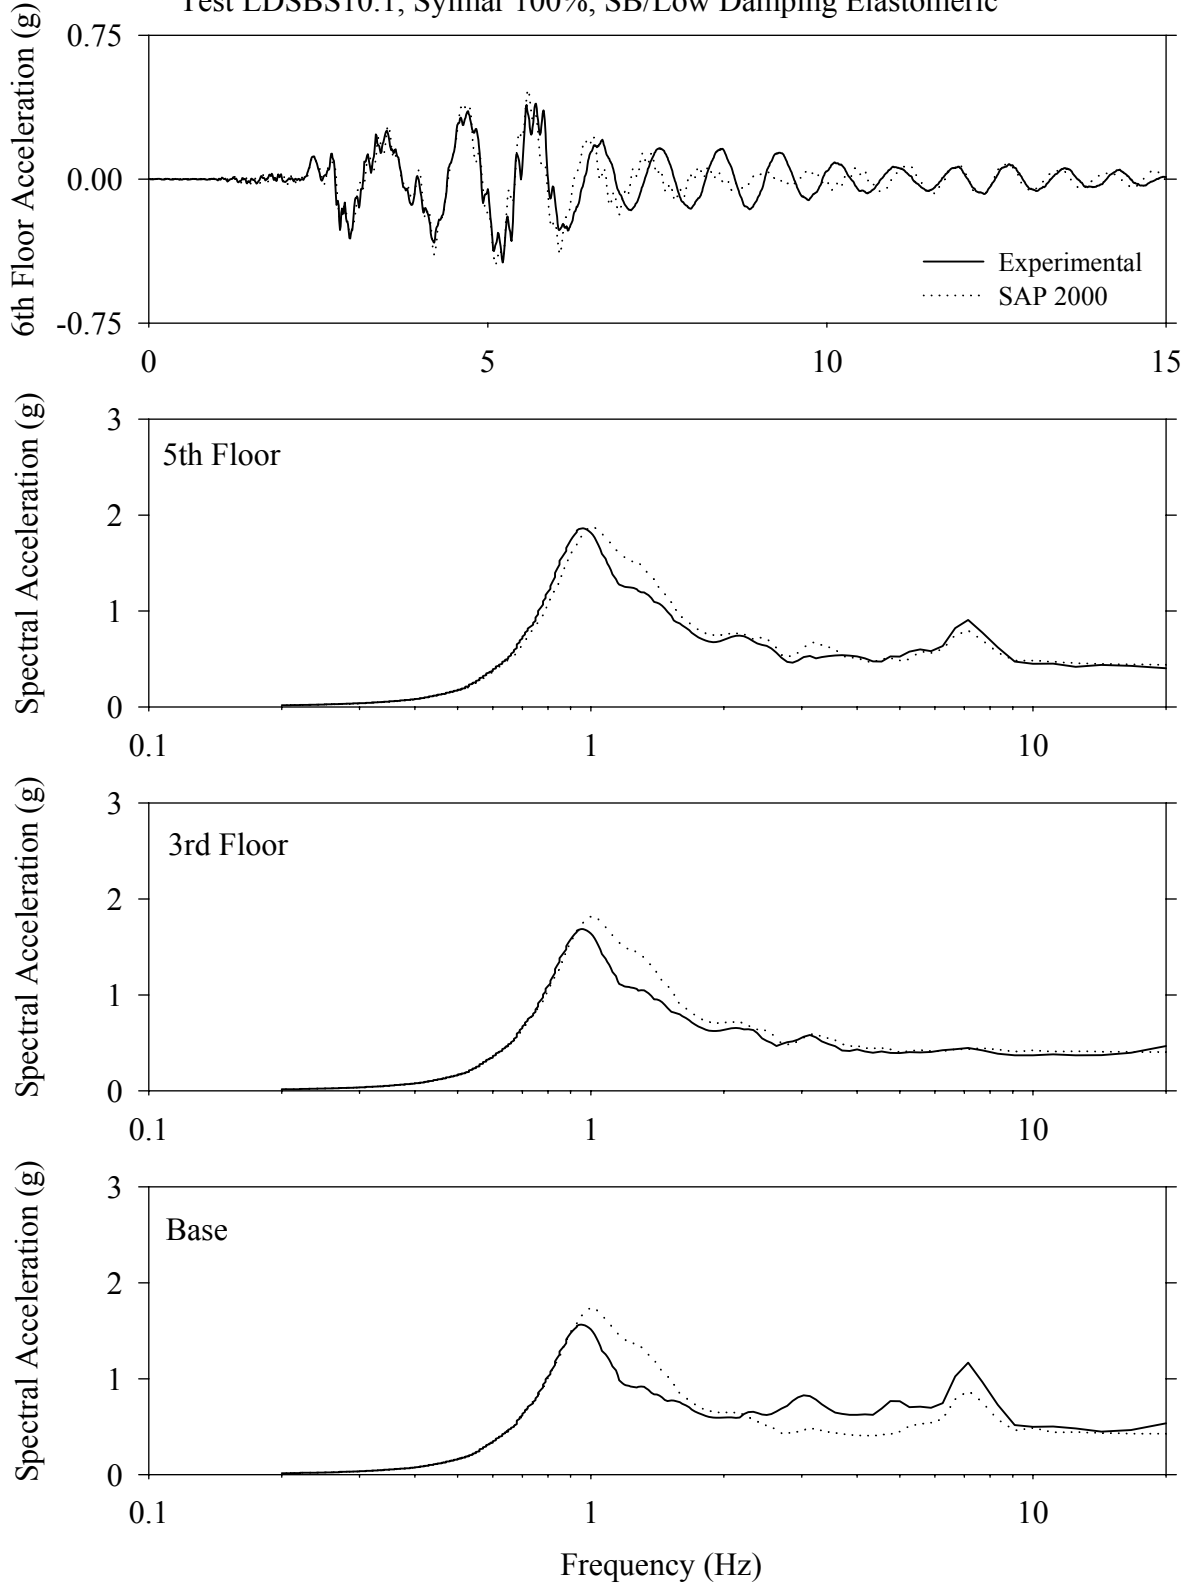 Test LDSBS10.1, Sylmar 100%, SB/Low Damping Elastomeric
6th Floor Acceleration (g)
0.75
0.00
-0.75
Experimental
SAP 2000
0 5 10 15
Spectral Acceleration (g)
3
2
1
0
5th Floor
0.1 1 10
Spectral Acceleration (g)
3
2
1
0
3rd Floor
0.1 1 10
Spectral Acceleration (g)
3
2
1
0
Base
0.1 1 10
Frequency (Hz)